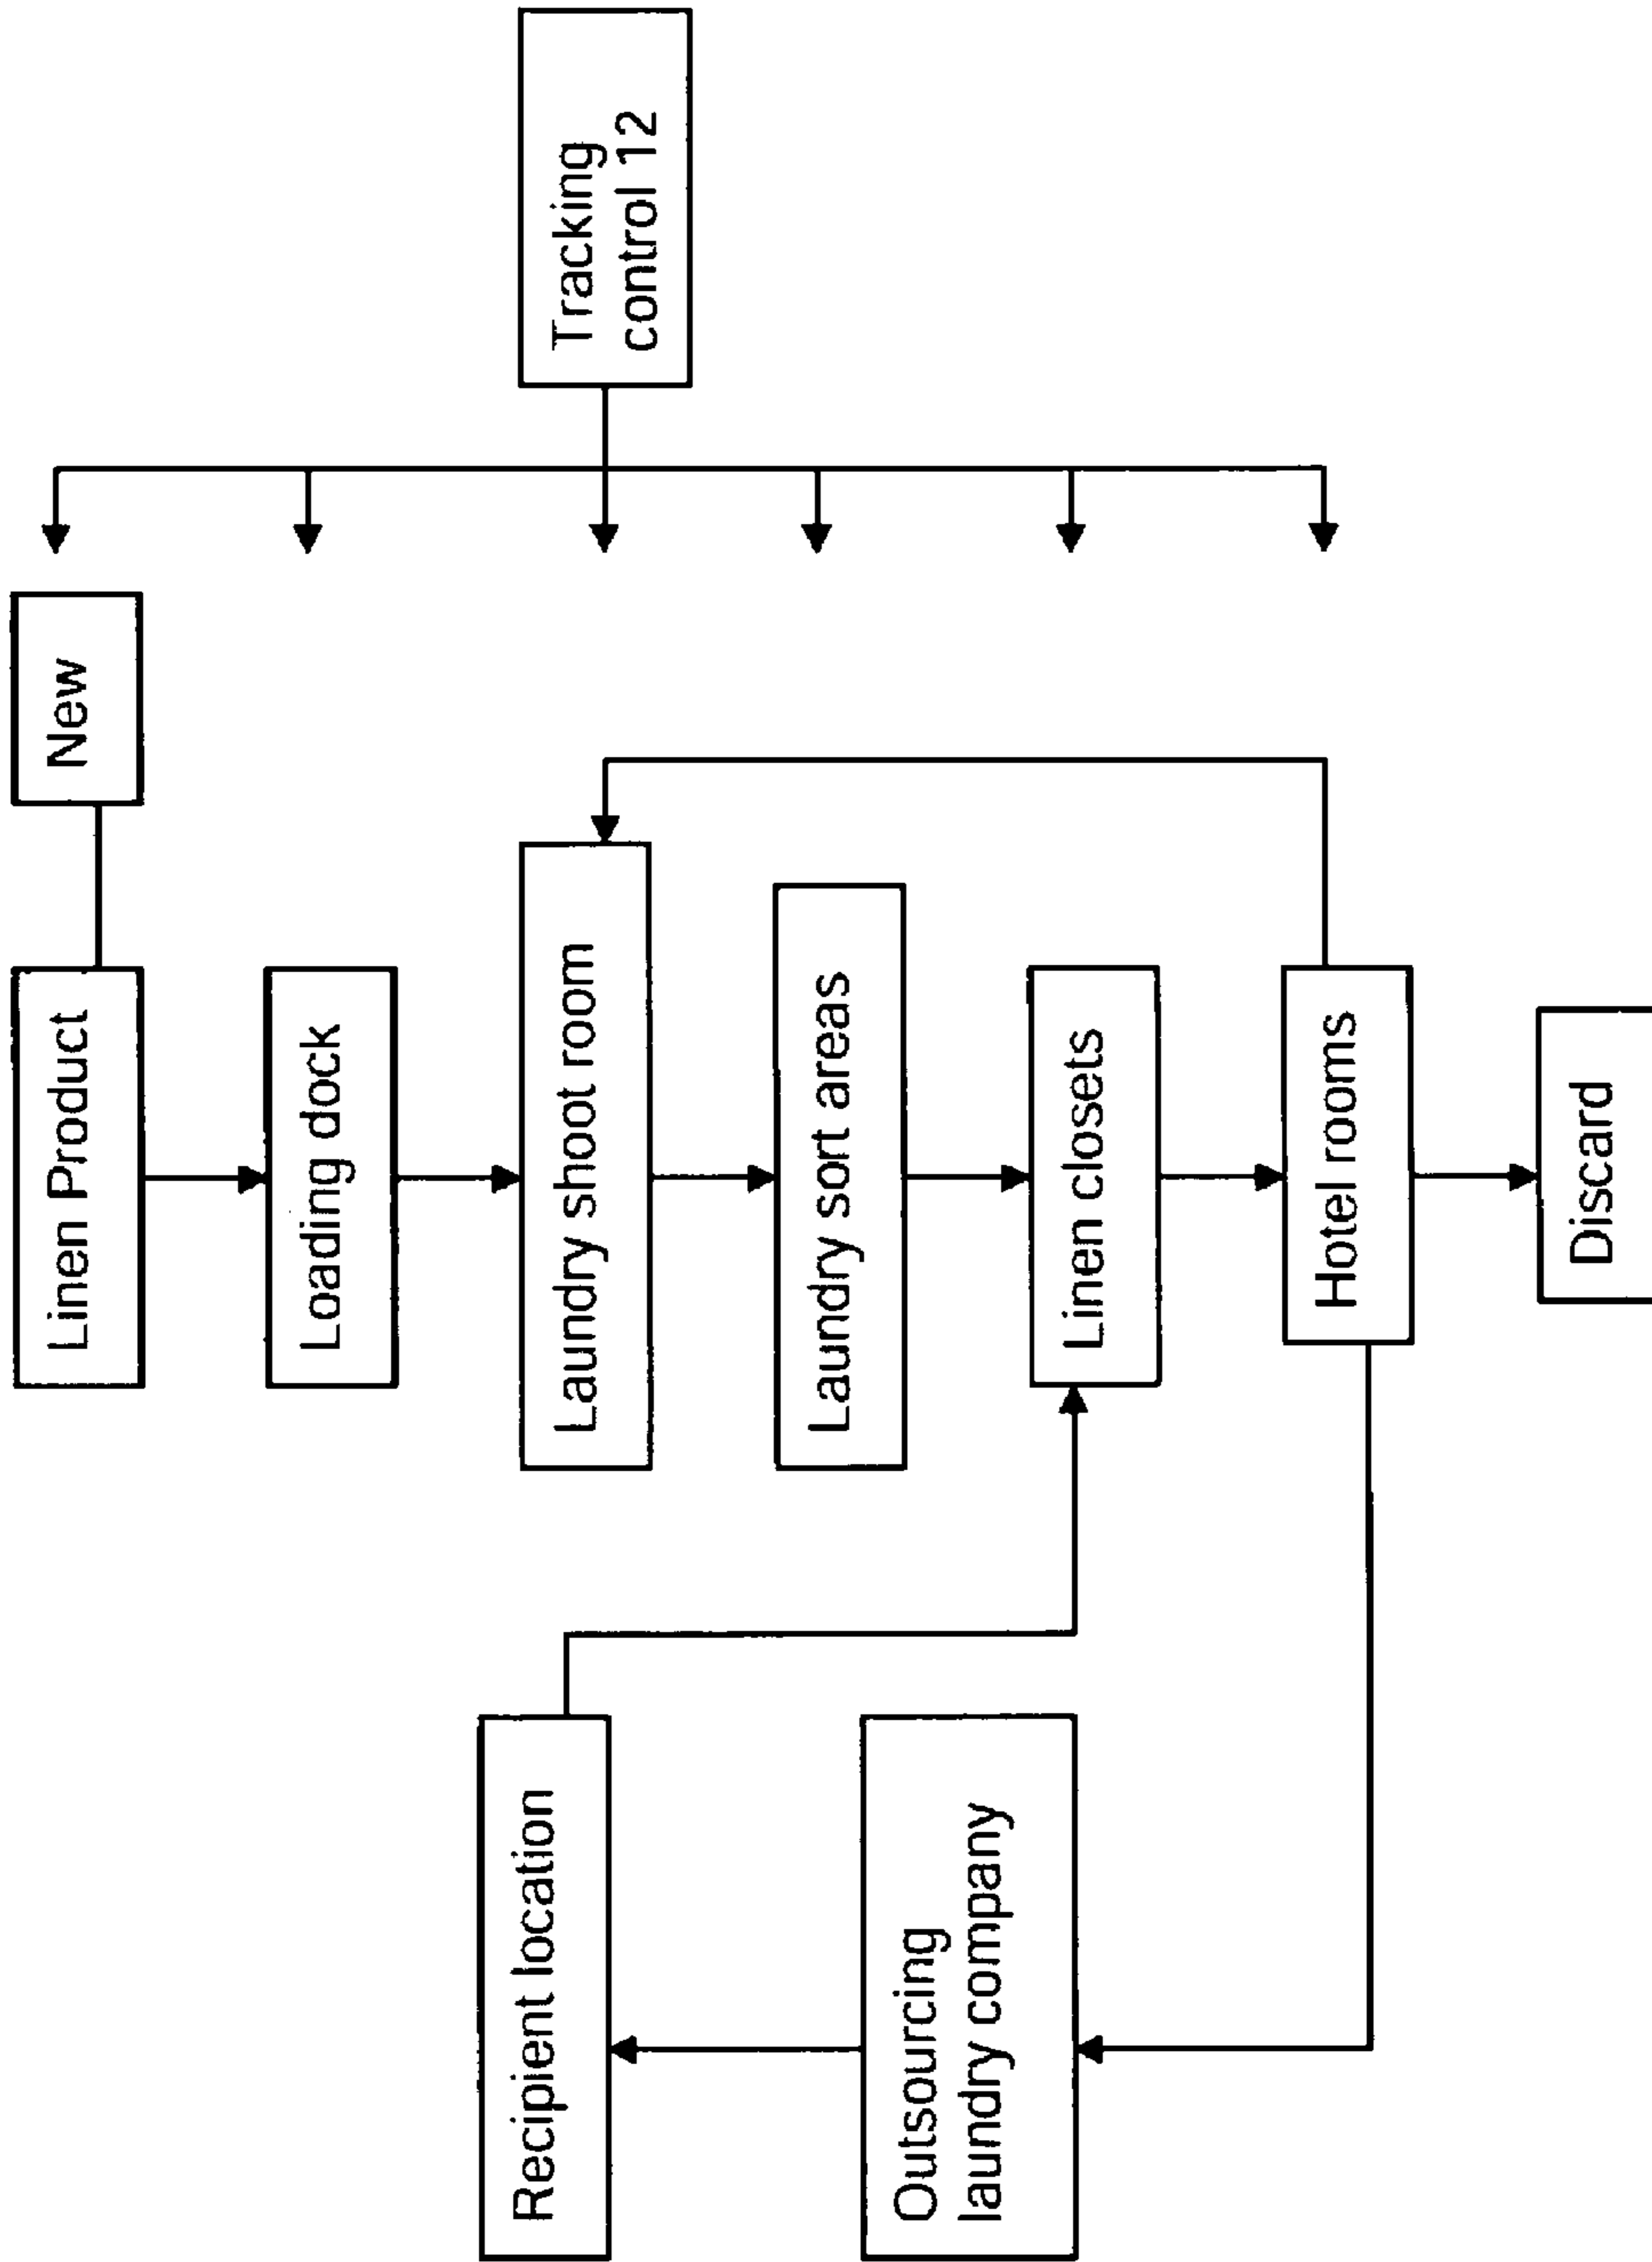 Linen Product
New
Loading dock
Tracking
control 12
Recipient location
Laundry shoot room
Laundry sort areas
Outsourcing
laundry company
Linen closets
Hotel rooms
Discard